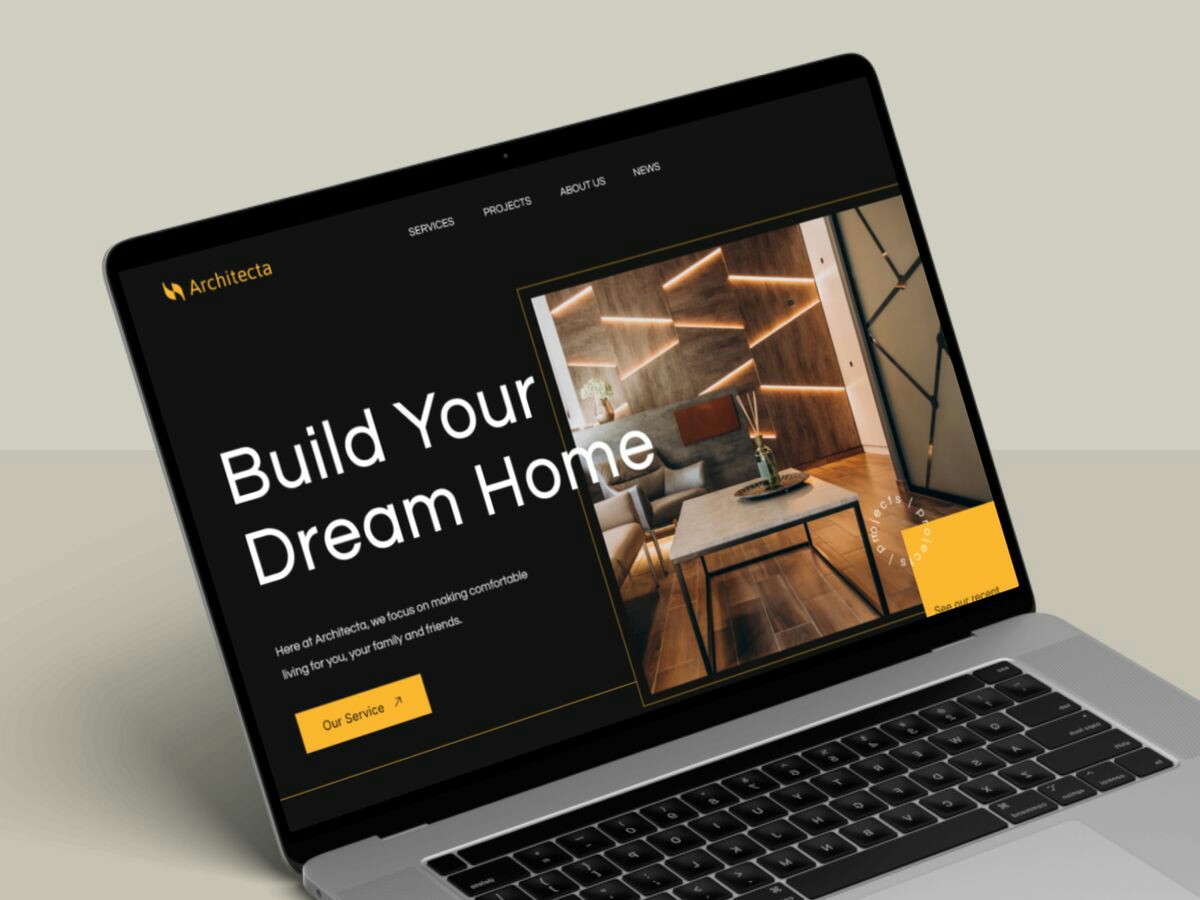 SERVICES PROJECTS ABOUT US NEWS
Architecta
Build Your
Dream Home
Here at Architecta, we focus on making comfortable
living for you, your family and friends.
Our Service
projects | projects |
See our recent